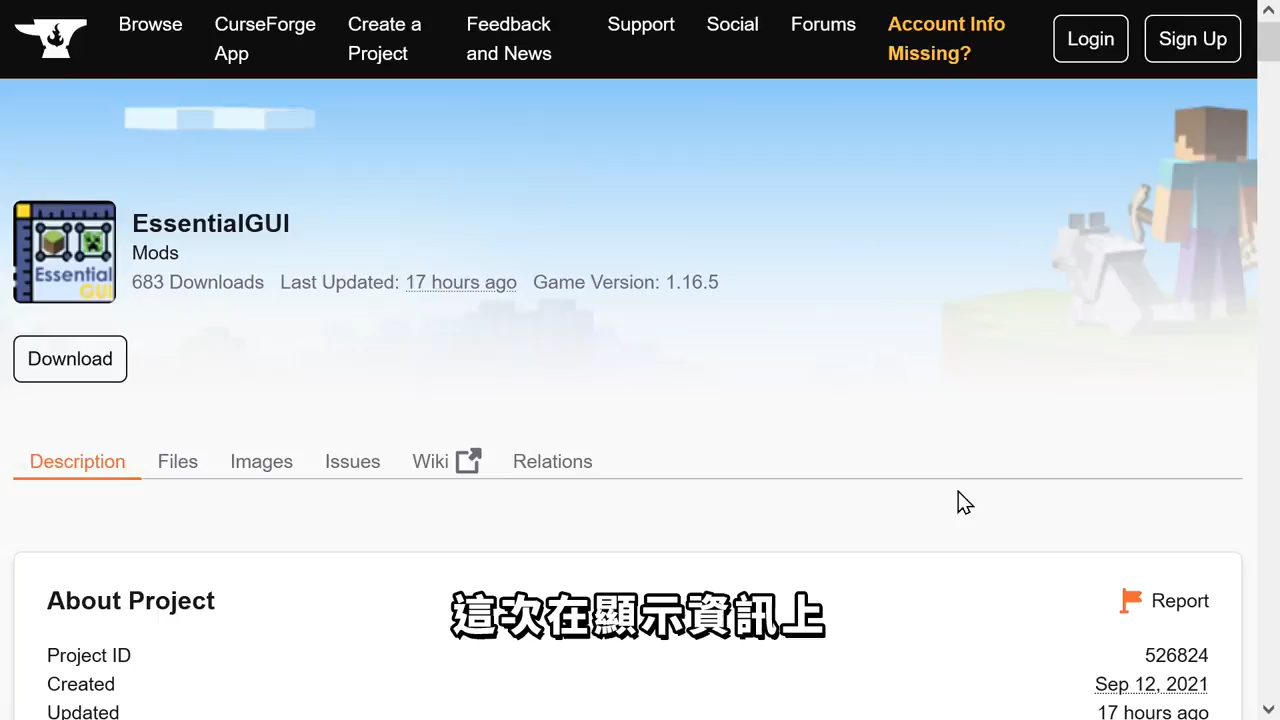 Browse
CurseForge
App
Create a
Project
Feedback
and News
Support
Social
Forums
Account Info
Missing?
Login
Sign Up
Essential
GUI
EssentialGUI
Mods
683 Downloads Last Updated: 17 hours ago Game Version: 1.16.5
Download
Description Files Images Issues Wiki Relations
About Project
Report
這次在顯示資訊上
Project ID 526824
Created Sep 12, 2021
Updated 17 hours ago